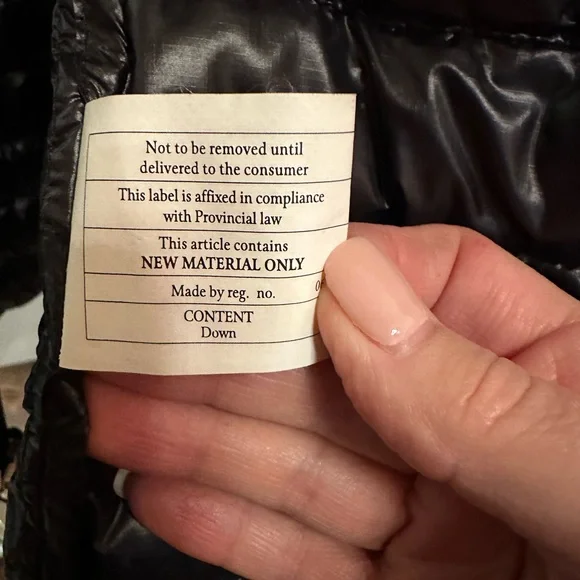 Not to be removed until
delivered to the consumer
This label is affixed in compliance
with Provincial law
This article contains
NEW MATERIAL ONLY
Made by reg. no.
CONTENT
Down